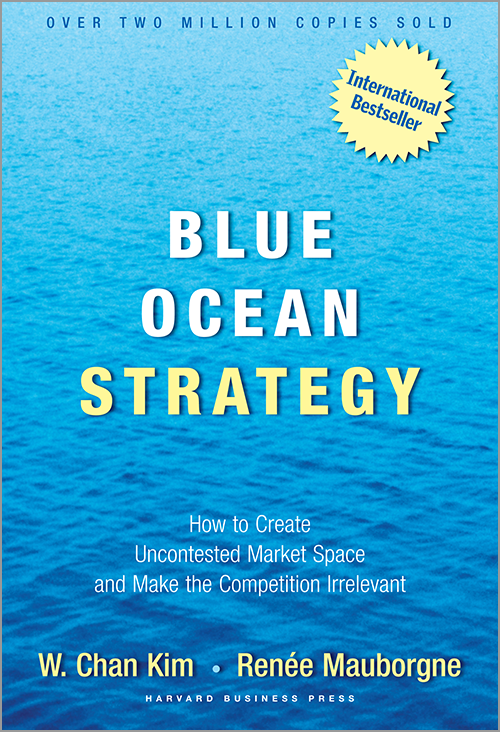 OVER TWO MILLION COPIES SOLD
International
Bestseller
BLUE
OCEAN
STRATEGY
How to Create
Uncontested Market Space
and Make the Competition Irrelevant
W. Chan Kim • Renée Mauborgne
HARVARD BUSINESS PRESS